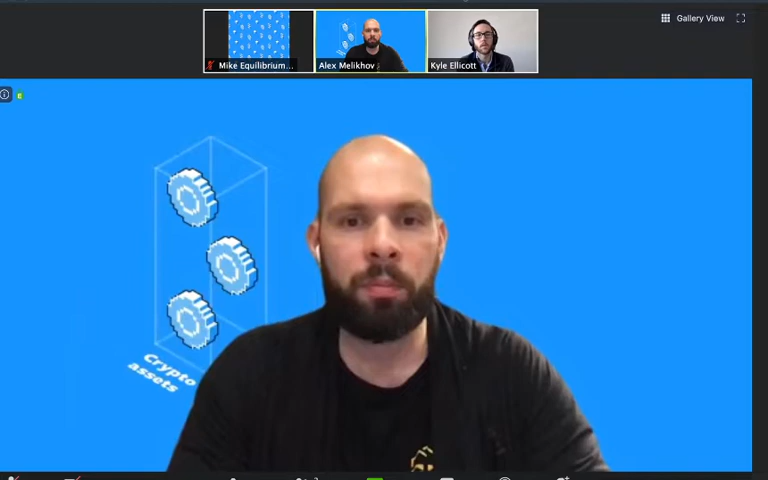 Gallery View
Mike Equilibrium...
Alex Melikhov
Kyle Ellicott
Crypto
assets